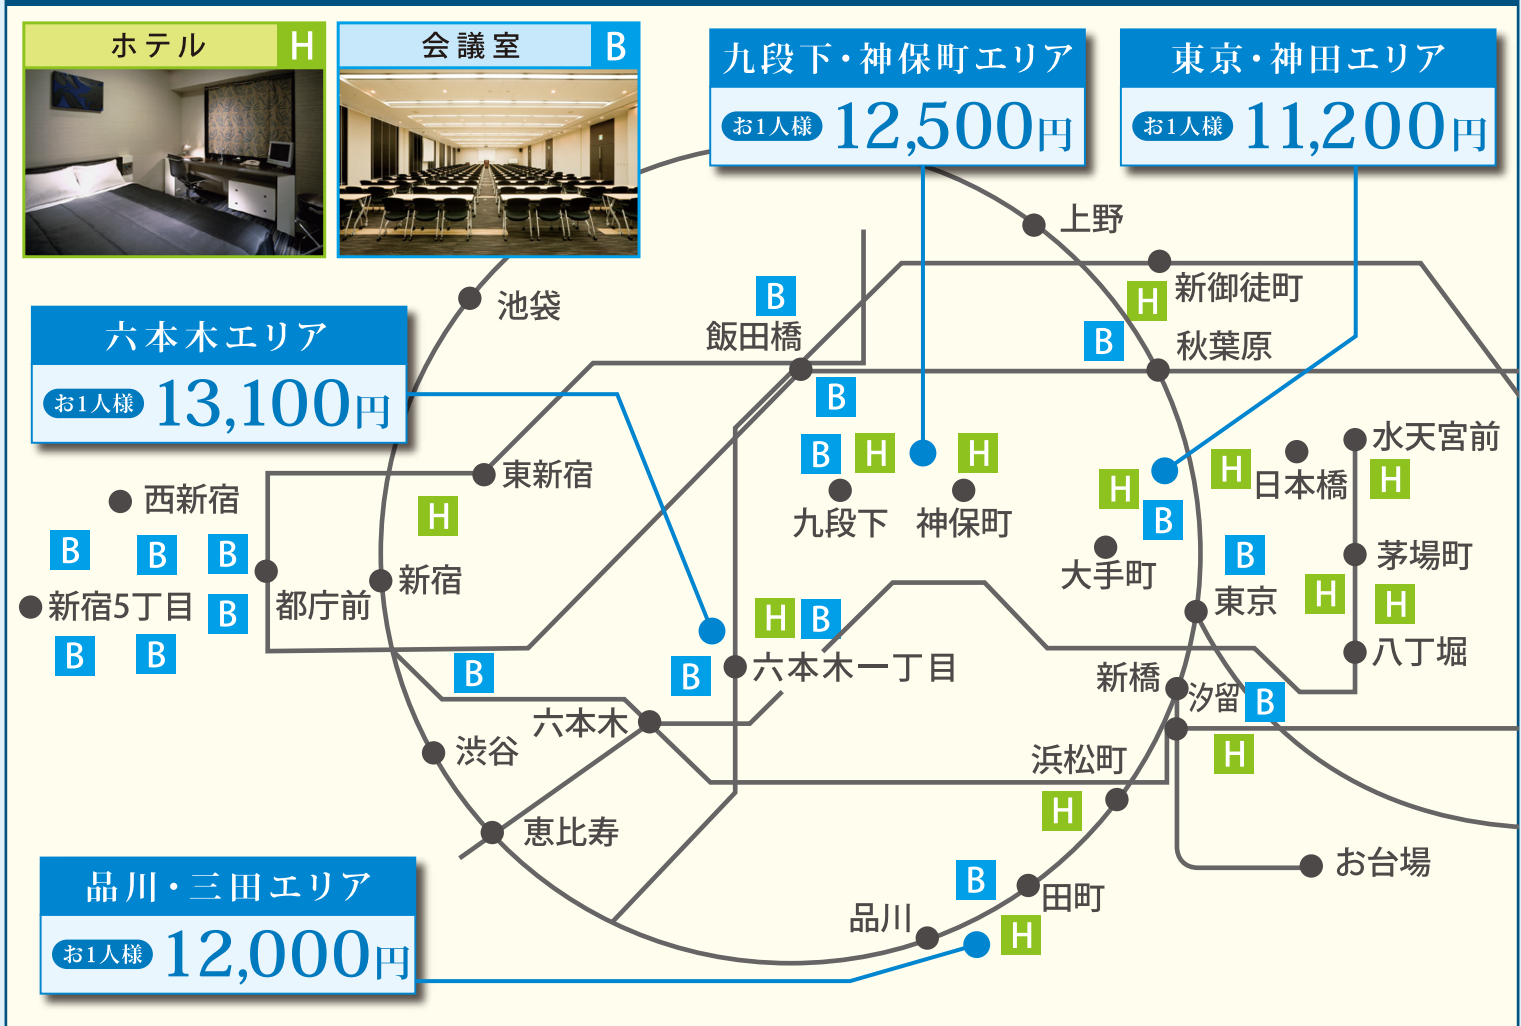 ホテル H
会議室 B
九段下・神保町エリア
お1人様 12,500円
東京・神田エリア
お1人様 11,200円
上野
新御徒町
H
池袋
B
飯田橋
B
秋葉原
六本木エリア
お1人様 13,100円
B
B H
H
水天宮前
H
H
日本橋
H
東新宿
西新宿
H
九段下
神保町
B
大手町
B B B
B
茅場町
新宿
都庁前
新宿5丁目
B
東京
H
H
B B
H B
六本木一丁目
B
B
八丁堀
新橋
汐留
B
六本木
渋谷
浜松町
H
H
恵比寿
お台場
品川・三田エリア
お1人様 12,000円
B
田町
品川
H